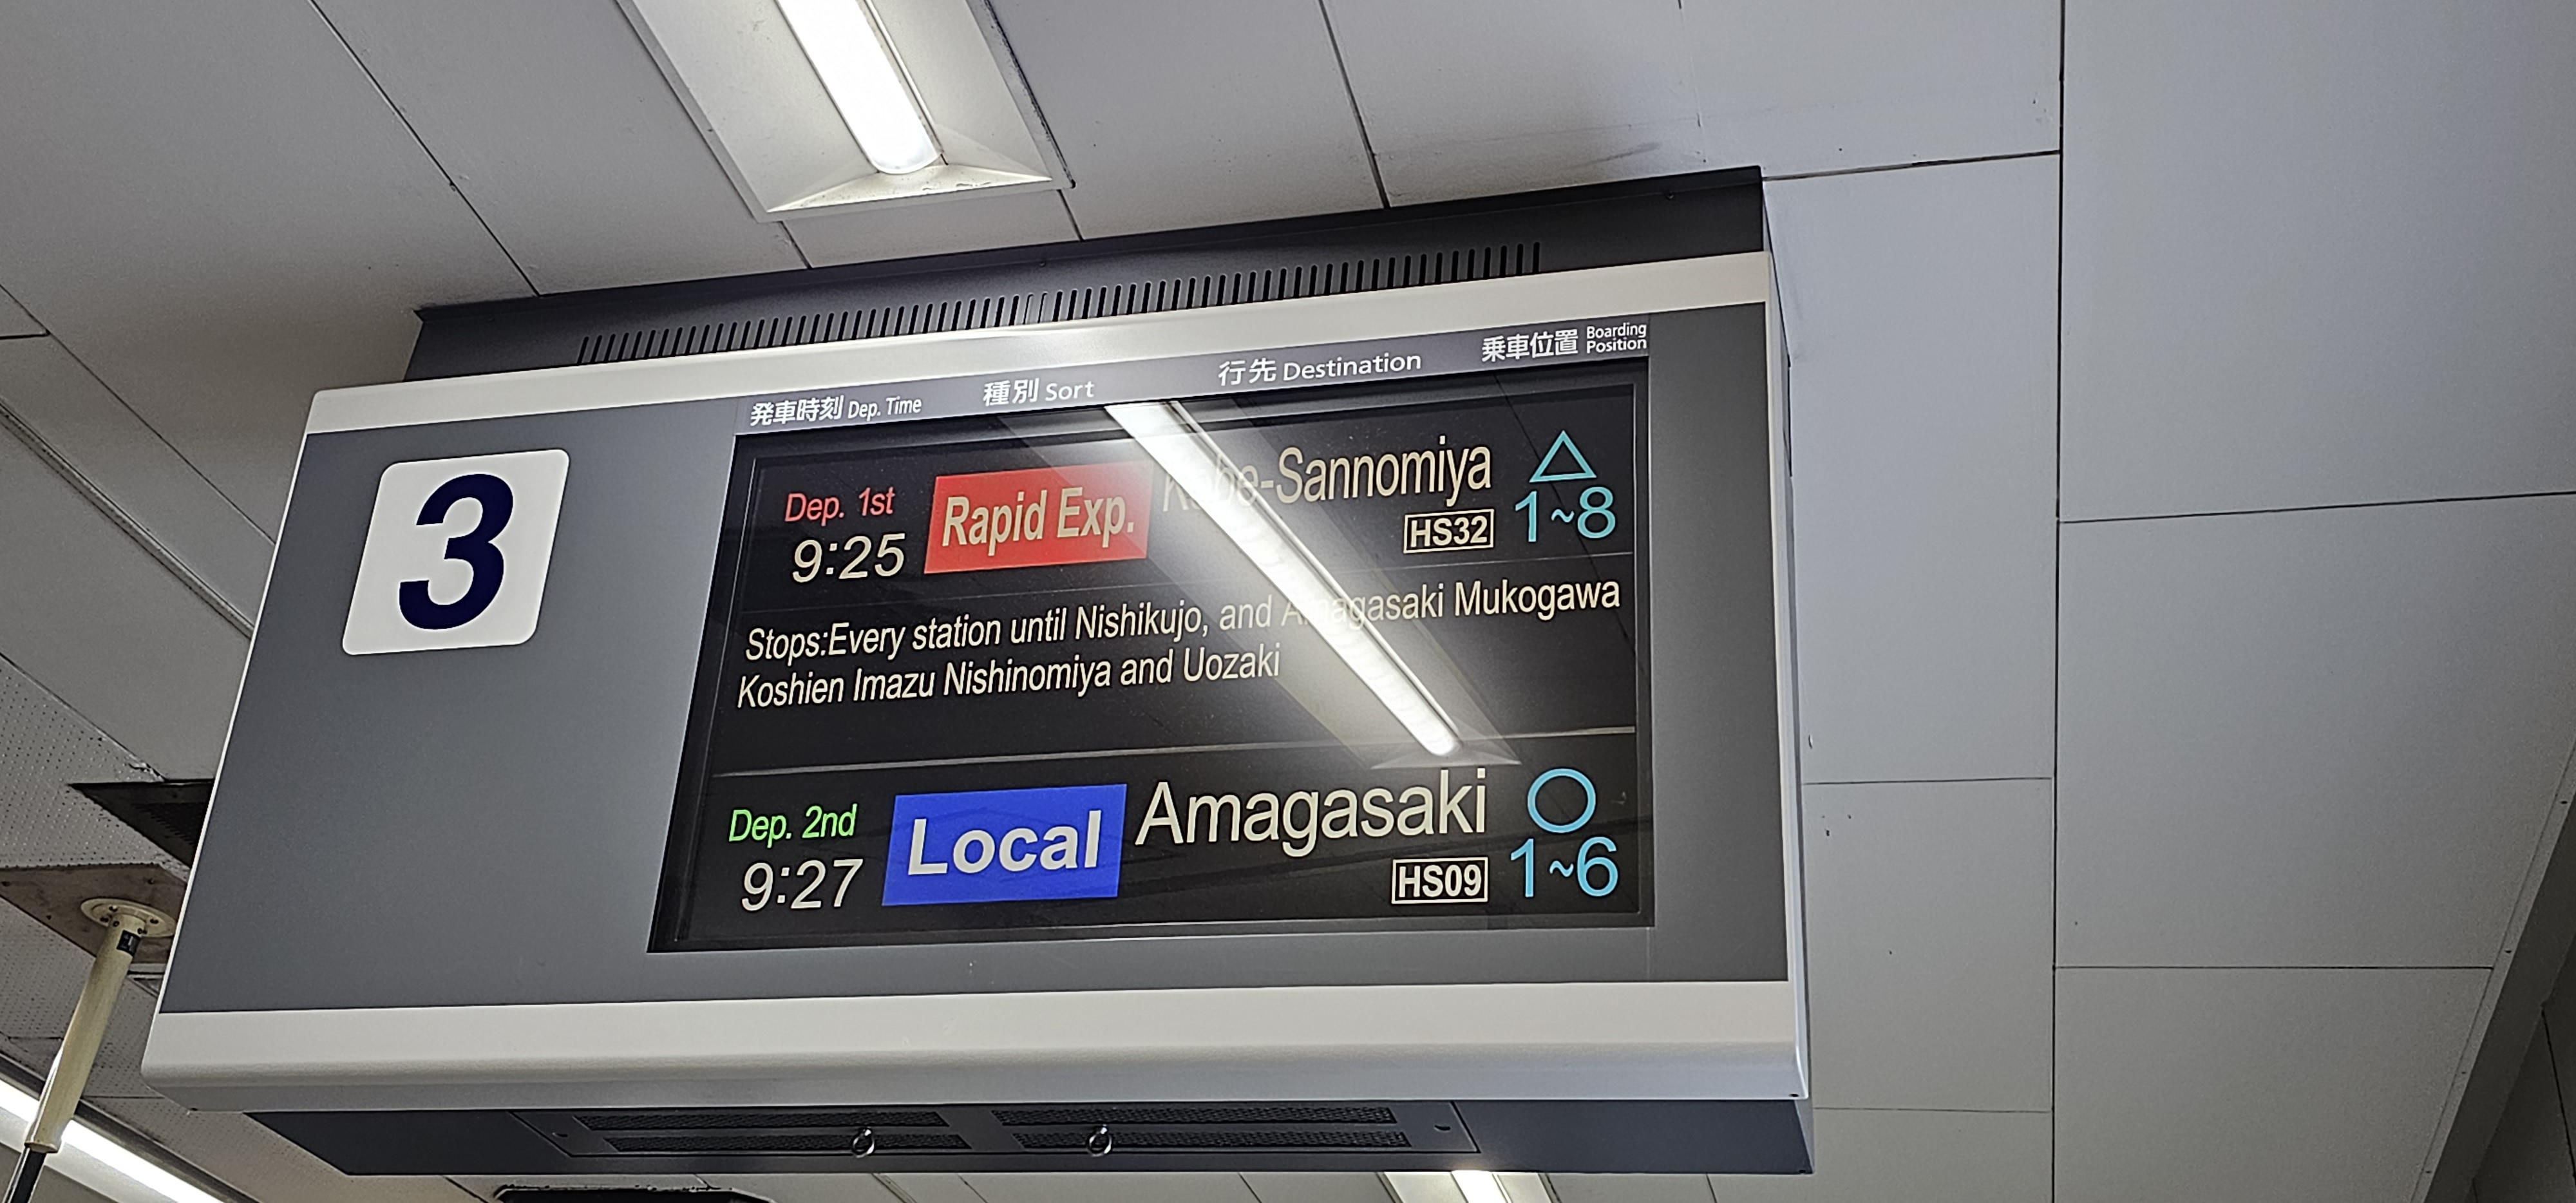 3
発車時刻 Dep. Time 種別 Sort 行先 Destination 乗車位置 Boarding Position
Dep. 1st
9:25 Rapid Exp. Kobe-Sannomiya HS32 △ 1~8
Stops:Every station until Nishikujo, and Amagasaki Mukogawa
Koshien Imazu Nishinomiya and Uozaki
Dep. 2nd
9:27 Local Amagasaki HS09 ○ 1~6